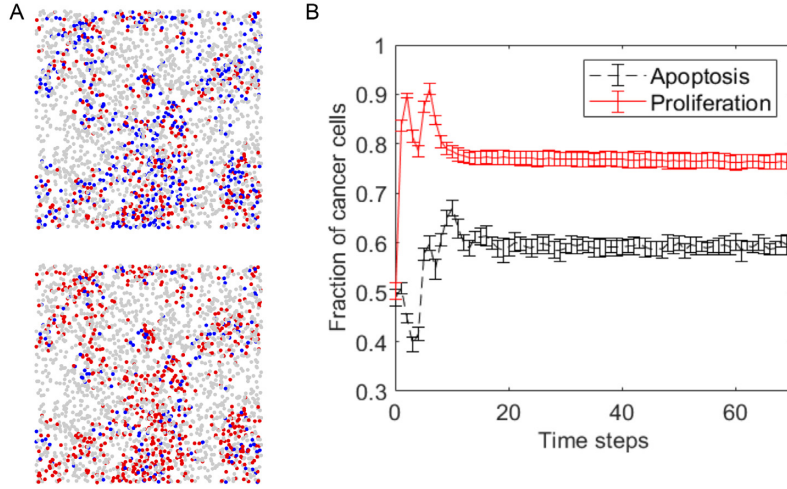 A
B
Apoptosis
Proliferation
Fraction of cancer cells
1
0.9
0.8
0.7
0.6
0.5
0.4
0.3
0
20
40
60
Time steps